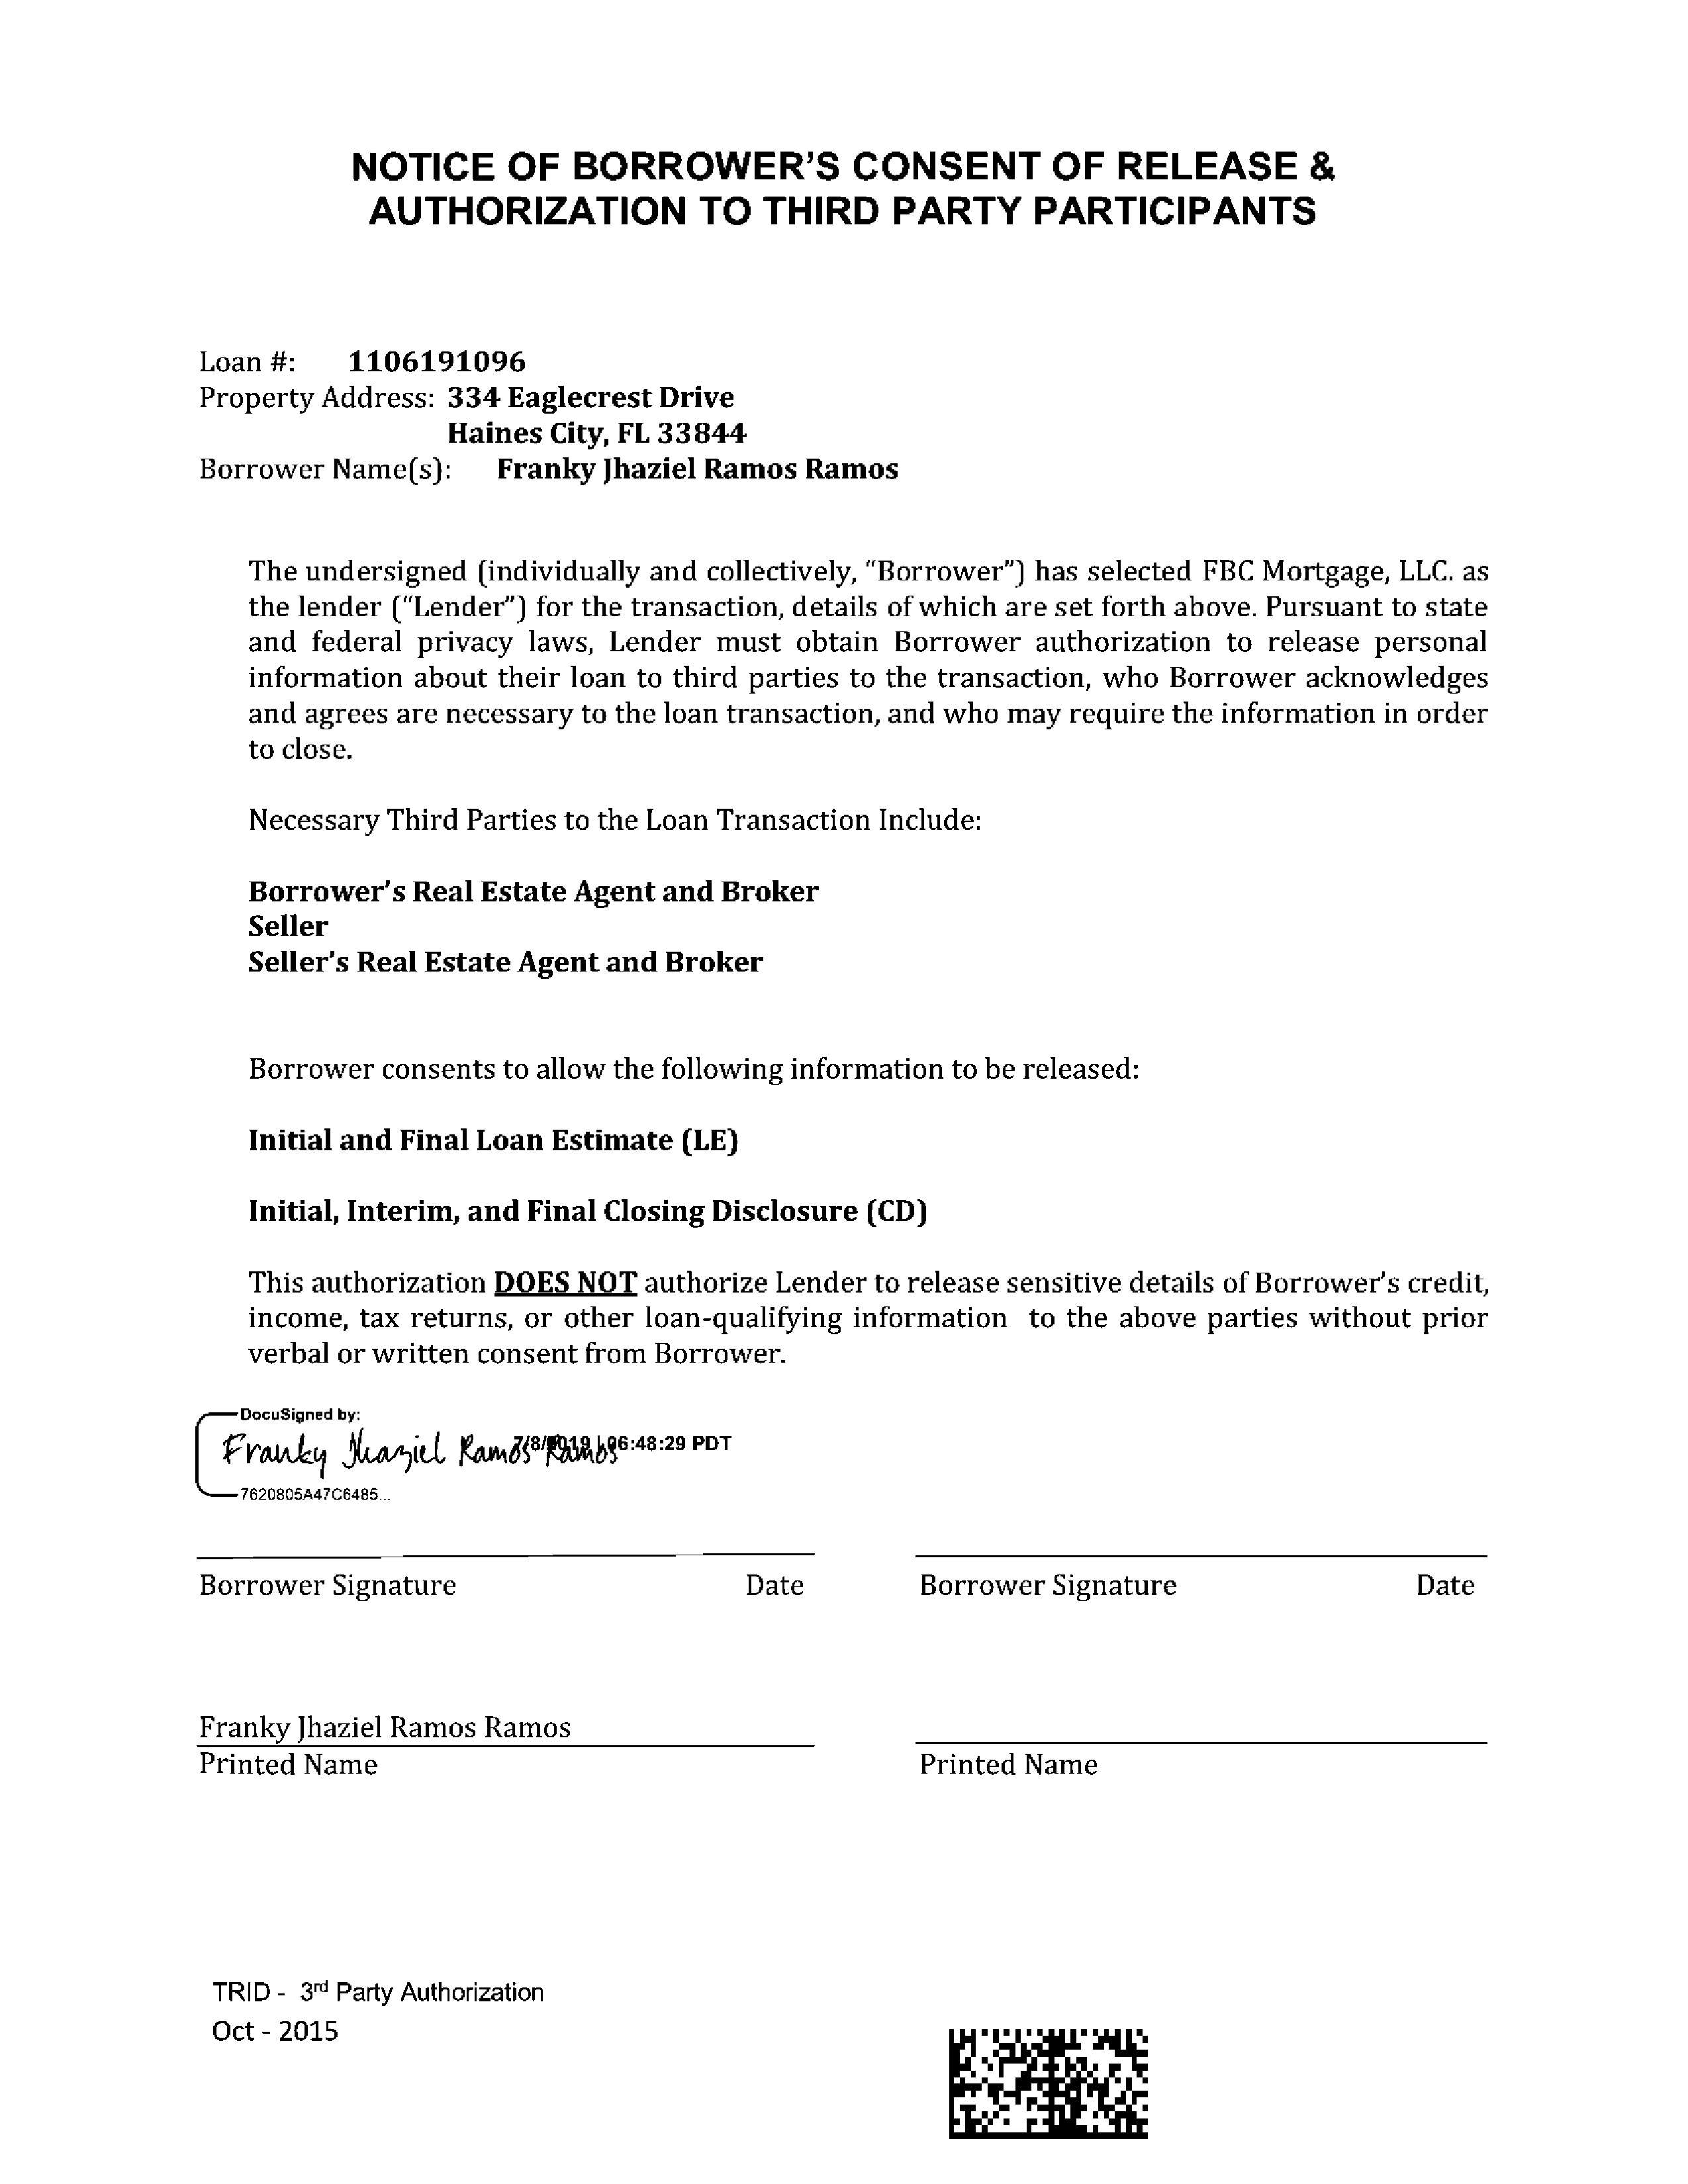 NOTICE OF BORROWER'S CONSENT OF RELEASE &
AUTHORIZATION TO THIRD PARTY PARTICIPANTS
Loan #: 1106191096
Property Address: 334 Eaglecrest Drive
Haines City, FL 33844
Borrower Name(s): Franky Jhaziel Ramos Ramos
The undersigned (individually and collectively, "Borrower") has selected FBC Mortgage, LLC. as
the lender ("Lender") for the transaction, details of which are set forth above. Pursuant to state
and federal privacy laws, Lender must obtain Borrower authorization to release personal
information about their loan to third parties to the transaction, who Borrower acknowledges
and agrees are necessary to the loan transaction, and who may require the information in order
to close.
Necessary Third Parties to the Loan Transaction Include:
Borrower's Real Estate Agent and Broker
Seller
Seller's Real Estate Agent and Broker
Borrower consents to allow the following information to be released:
Initial and Final Loan Estimate (LE)
Initial, Interim, and Final Closing Disclosure (CD)
This authorization DOES NOT authorize Lender to release sensitive details of Borrower's credit,
income, tax returns, or other loan-qualifying information to the above parties without prior
verbal or written consent from Borrower.
DocuSigned by:
Franky Jhaziel Ramos Ramos 7/8/2019 | 06:48:29 PDT
7620805A47C6485...
Borrower Signature Date Borrower Signature Date
Franky Jhaziel Ramos Ramos
Printed Name Printed Name
TRID - 3rd Party Authorization
Oct - 2015